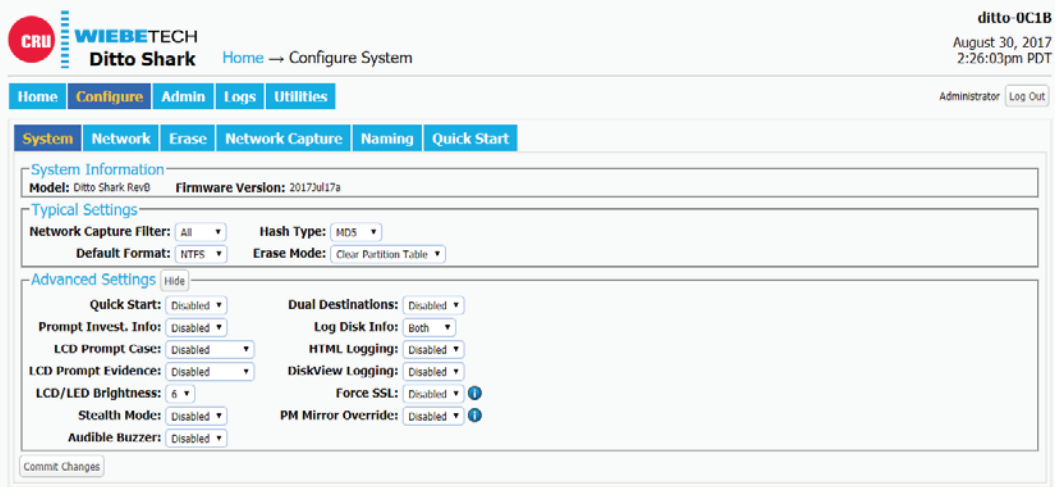 CRU WIEBETECH
Ditto Shark
Home → Configure System
ditto-0C1B
August 30, 2017
2:26:03pm PDT
Home Configure Admin Logs Utilities
Administrator Log Out
System Network Erase Network Capture Naming Quick Start
System Information
Model: Ditto Shark RevB Firmware Version: 2017Jul17a
Typical Settings
Network Capture Filter: All Hash Type: MD5
Default Format: NTFS Erase Mode: Clear Partition Table
Advanced Settings Hide
Quick Start: Disabled Dual Destinations: Disabled
Prompt Invest. Info: Disabled Log Disk Info: Both
LCD Prompt Case: Disabled HTML Logging: Disabled
LCD Prompt Evidence: Disabled DiskView Logging: Disabled
LCD/LED Brightness: 6 Force SSL: Disabled i
Stealth Mode: Disabled PM Mirror Override: Disabled i
Audible Buzzer: Disabled
Commit Changes